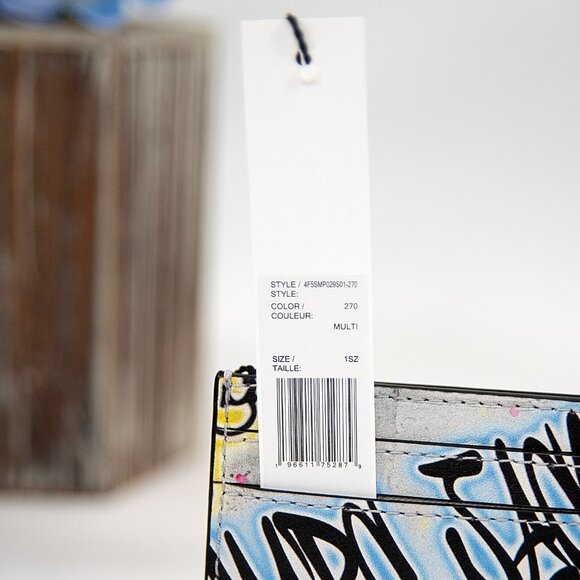 STYLE / 4F5SMP029S01-270
STYLE:
COLOR / 270
COULEUR:
MULTI
SIZE / 1SZ
TAILLE:
1 96611 75287 9